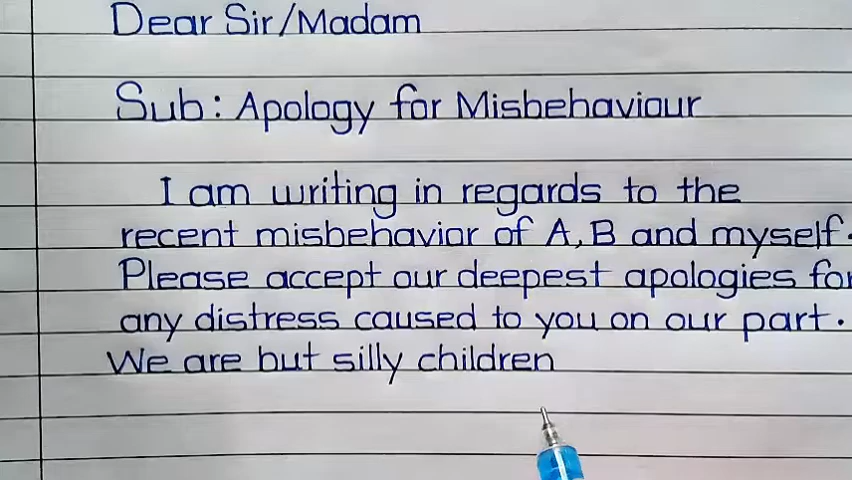 Dear Sir/Madam
Sub: Apology for Misbehaviour
I am writing in regards to the
recent misbehavior of A, B and myself.
Please accept our deepest apologies for
any distress caused to you on our part.
We are but silly children